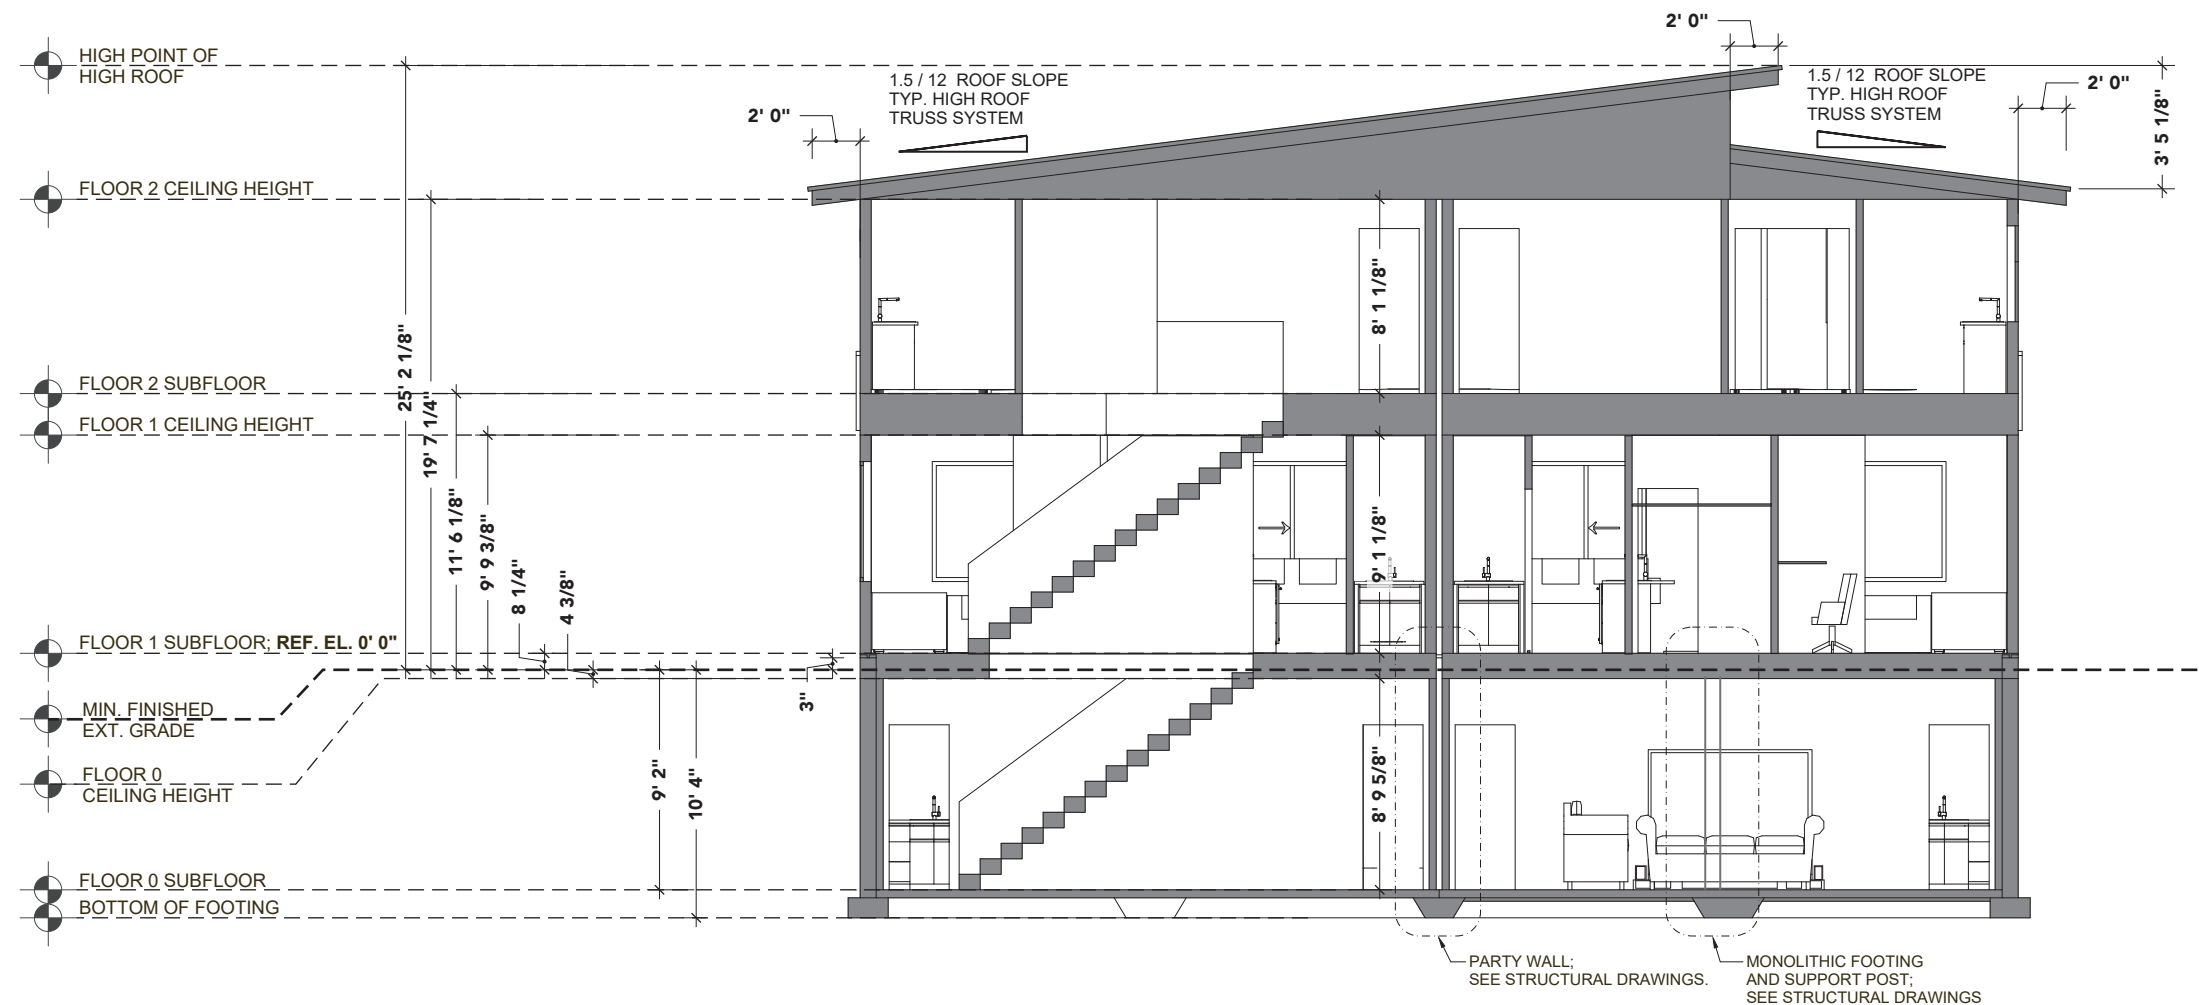 2' 0"
HIGH POINT OF
HIGH ROOF
1.5 / 12 ROOF SLOPE
TYP. HIGH ROOF
TRUSS SYSTEM
1.5 / 12 ROOF SLOPE
TYP. HIGH ROOF
TRUSS SYSTEM
2' 0"
2' 0"
3' 5 1/8"
FLOOR 2 CEILING HEIGHT
8' 1 1/8"
25' 2 1/8"
FLOOR 2 SUBFLOOR
19' 7 1/4"
FLOOR 1 CEILING HEIGHT
11' 6 1/8"
9' 9 3/8"
8 1/4"
4 3/8"
9' 1 1/8"
FLOOR 1 SUBFLOOR; REF. EL. 0' 0"
3"
MIN. FINISHED
EXT. GRADE
FLOOR 0
CEILING HEIGHT
9' 2"
10' 4"
8' 9 5/8"
FLOOR 0 SUBFLOOR
BOTTOM OF FOOTING
PARTY WALL;
SEE STRUCTURAL DRAWINGS.
MONOLITHIC FOOTING
AND SUPPORT POST;
SEE STRUCTURAL DRAWINGS